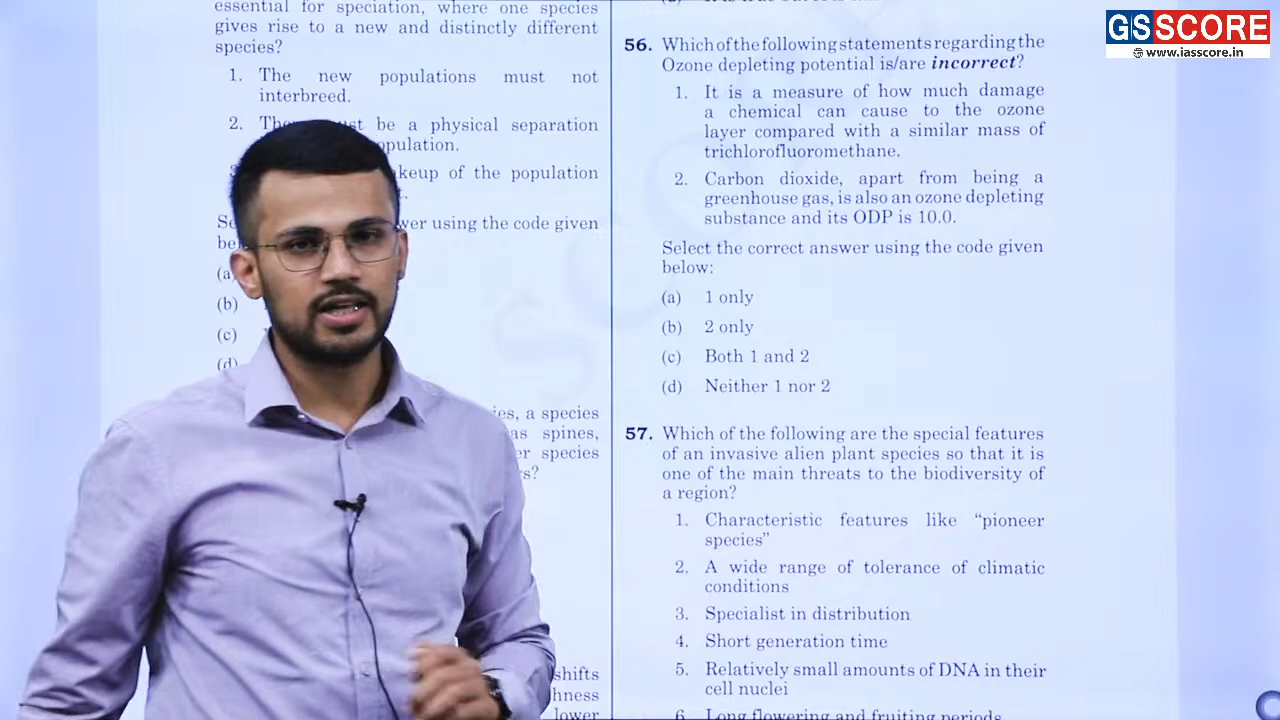 essential for speciation, where one species
gives rise to a new and distinctly different
species?
1. The new populations must not
interbreed.
2. be a physical separation
opulation.
keup of the population
wer using the code given
(a)
(b)
(c)
(d)
ies, a species
as spines,
er species
s?
shifts
hness
lower
56. Which of the following statements regarding the
Ozone depleting potential is/are incorrect?
1. It is a measure of how much damage
a chemical can cause to the ozone
layer compared with a similar mass of
trichlorofluoromethane.
2. Carbon dioxide, apart from being a
greenhouse gas, is also an ozone depleting
substance and its ODP is 10.0.
Select the correct answer using the code given
below:
(a) 1 only
(b) 2 only
(c) Both 1 and 2
(d) Neither 1 nor 2
57. Which of the following are the special features
of an invasive alien plant species so that it is
one of the main threats to the biodiversity of
a region?
1. Characteristic features like “pioneer
species”
2. A wide range of tolerance of climatic
conditions
3. Specialist in distribution
4. Short generation time
5. Relatively small amounts of DNA in their
cell nuclei
6. Long flowering and fruiting periods
GSSCORE
www.iasscore.in